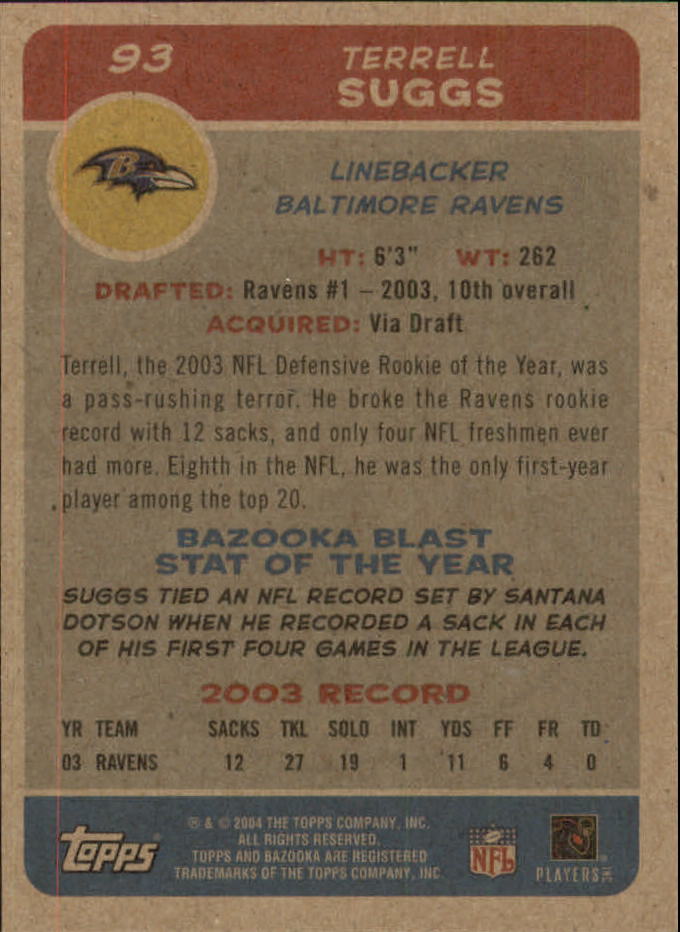 93
TERRELL
SUGGS
B
LINEBACKER
BALTIMORE RAVENS
HT: 6'3" WT: 262
DRAFTED: Ravens #1 – 2003, 10th overall
ACQUIRED: Via Draft
Terrell, the 2003 NFL Defensive Rookie of the Year, was
a pass-rushing terror. He broke the Ravens rookie
record with 12 sacks, and only four NFL freshmen ever
had more. Eighth in the NFL, he was the only first-year
player among the top 20.
BAZOOKA BLAST
STAT OF THE YEAR
SUGGS TIED AN NFL RECORD SET BY SANTANA
DOTSON WHEN HE RECORDED A SACK IN EACH
OF HIS FIRST FOUR GAMES IN THE LEAGUE.
2003 RECORD
YR TEAM SACKS TKL SOLO INT YDS FF FR TD
03 RAVENS 12 27 19 1 11 6 4 0
Topps
® & © 2004 THE TOPPS COMPANY, INC.
ALL RIGHTS RESERVED.
TOPPS AND BAZOOKA ARE REGISTERED
TRADEMARKS OF THE TOPPS COMPANY, INC.
NFL
PLAYERS INC